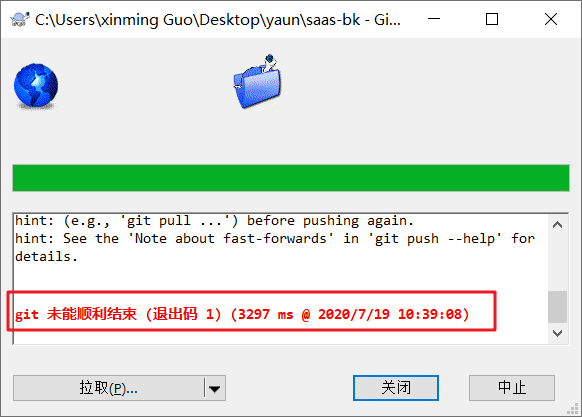 C:\Users\xinming Guo\Desktop\yaun\saas-bk - Gi...
hint: (e.g., 'git pull ...') before pushing again.
hint: See the 'Note about fast-forwards' in 'git push --help' for
details.
git 未能顺利结束 (退出码 1) (3297 ms @ 2020/7/19 10:39:08)
拉取(P)...
关闭
中止